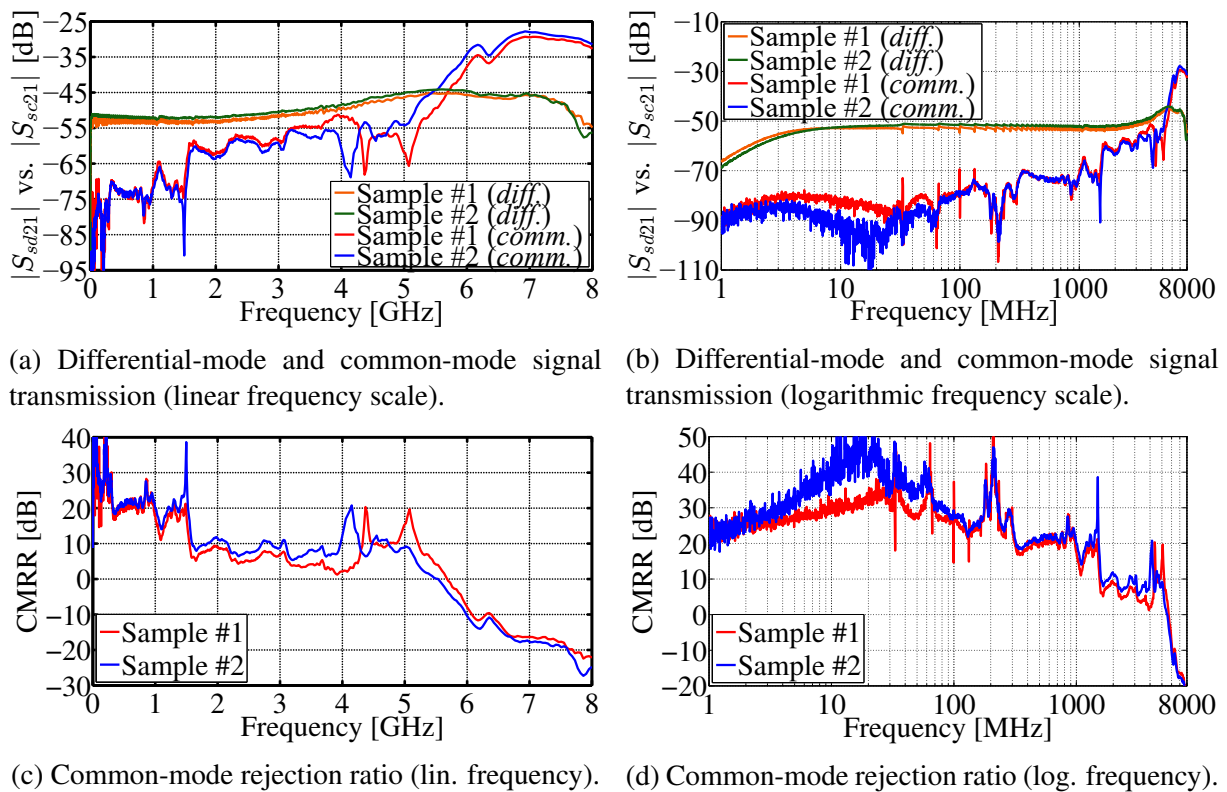 |S_sd21| vs. |S_sc21| [dB]
−25
−35
−45
−55
−65
−75
−85
−95
Sample #1 (diff.)
Sample #2 (diff.)
Sample #1 (comm.)
Sample #2 (comm.)
0 1 2 3 4 5 6 7 8
Frequency [GHz]
(a) Differential-mode and common-mode signal
transmission (linear frequency scale).
|S_sd21| vs. |S_sc21| [dB]
−10
−30
−50
−70
−90
−110
Sample #1 (diff.)
Sample #2 (diff.)
Sample #1 (comm.)
Sample #2 (comm.)
1 10 100 1000 8000
Frequency [MHz]
(b) Differential-mode and common-mode signal
transmission (logarithmic frequency scale).
CMRR [dB]
40
30
20
10
0
−10
−20
−30
Sample #1
Sample #2
0 1 2 3 4 5 6 7 8
Frequency [GHz]
(c) Common-mode rejection ratio (lin. frequency).
CMRR [dB]
50
40
30
20
10
0
−10
−20
Sample #1
Sample #2
1 10 100 1000 8000
Frequency [MHz]
(d) Common-mode rejection ratio (log. frequency).